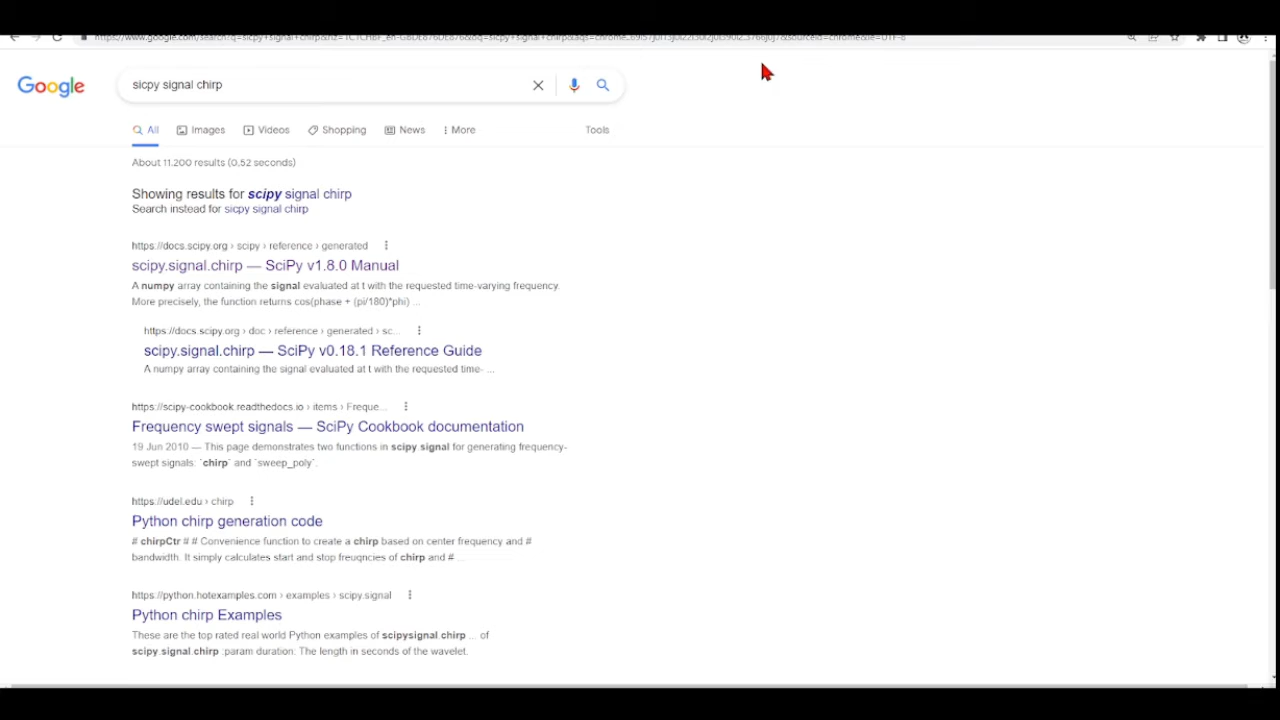 Google
sicpy signal chirp
All Images Videos Shopping News More Tools
About 11.200 results (0,52 seconds)
Showing results for scipy signal chirp
Search instead for sicpy signal chirp
https://docs.scipy.org › scipy › reference › generated
scipy.signal.chirp — SciPy v1.8.0 Manual
A numpy array containing the signal evaluated at t with the requested time-varying frequency.
More precisely, the function returns cos(phase + (pi/180)*phi) ...
https://docs.scipy.org › doc › reference › generated › sc...
scipy.signal.chirp — SciPy v0.18.1 Reference Guide
A numpy array containing the signal evaluated at t with the requested time- ...
https://scipy-cookbook.readthedocs.io › items › Freque...
Frequency swept signals — SciPy Cookbook documentation
19 Jun 2010 — This page demonstrates two functions in scipy signal for generating frequency-
swept signals: `chirp` and `sweep_poly`.
https://udel.edu › chirp
Python chirp generation code
# chirpCtr # # Convenience function to create a chirp based on center frequency and #
bandwidth. It simply calculates start and stop freuqncies of chirp and # ...
https://python.hotexamples.com › examples › scipy.signal
Python chirp Examples
These are the top rated real world Python examples of scipysignal.chirp ... of
scipy.signal.chirp :param duration: The length in seconds of the wavelet.